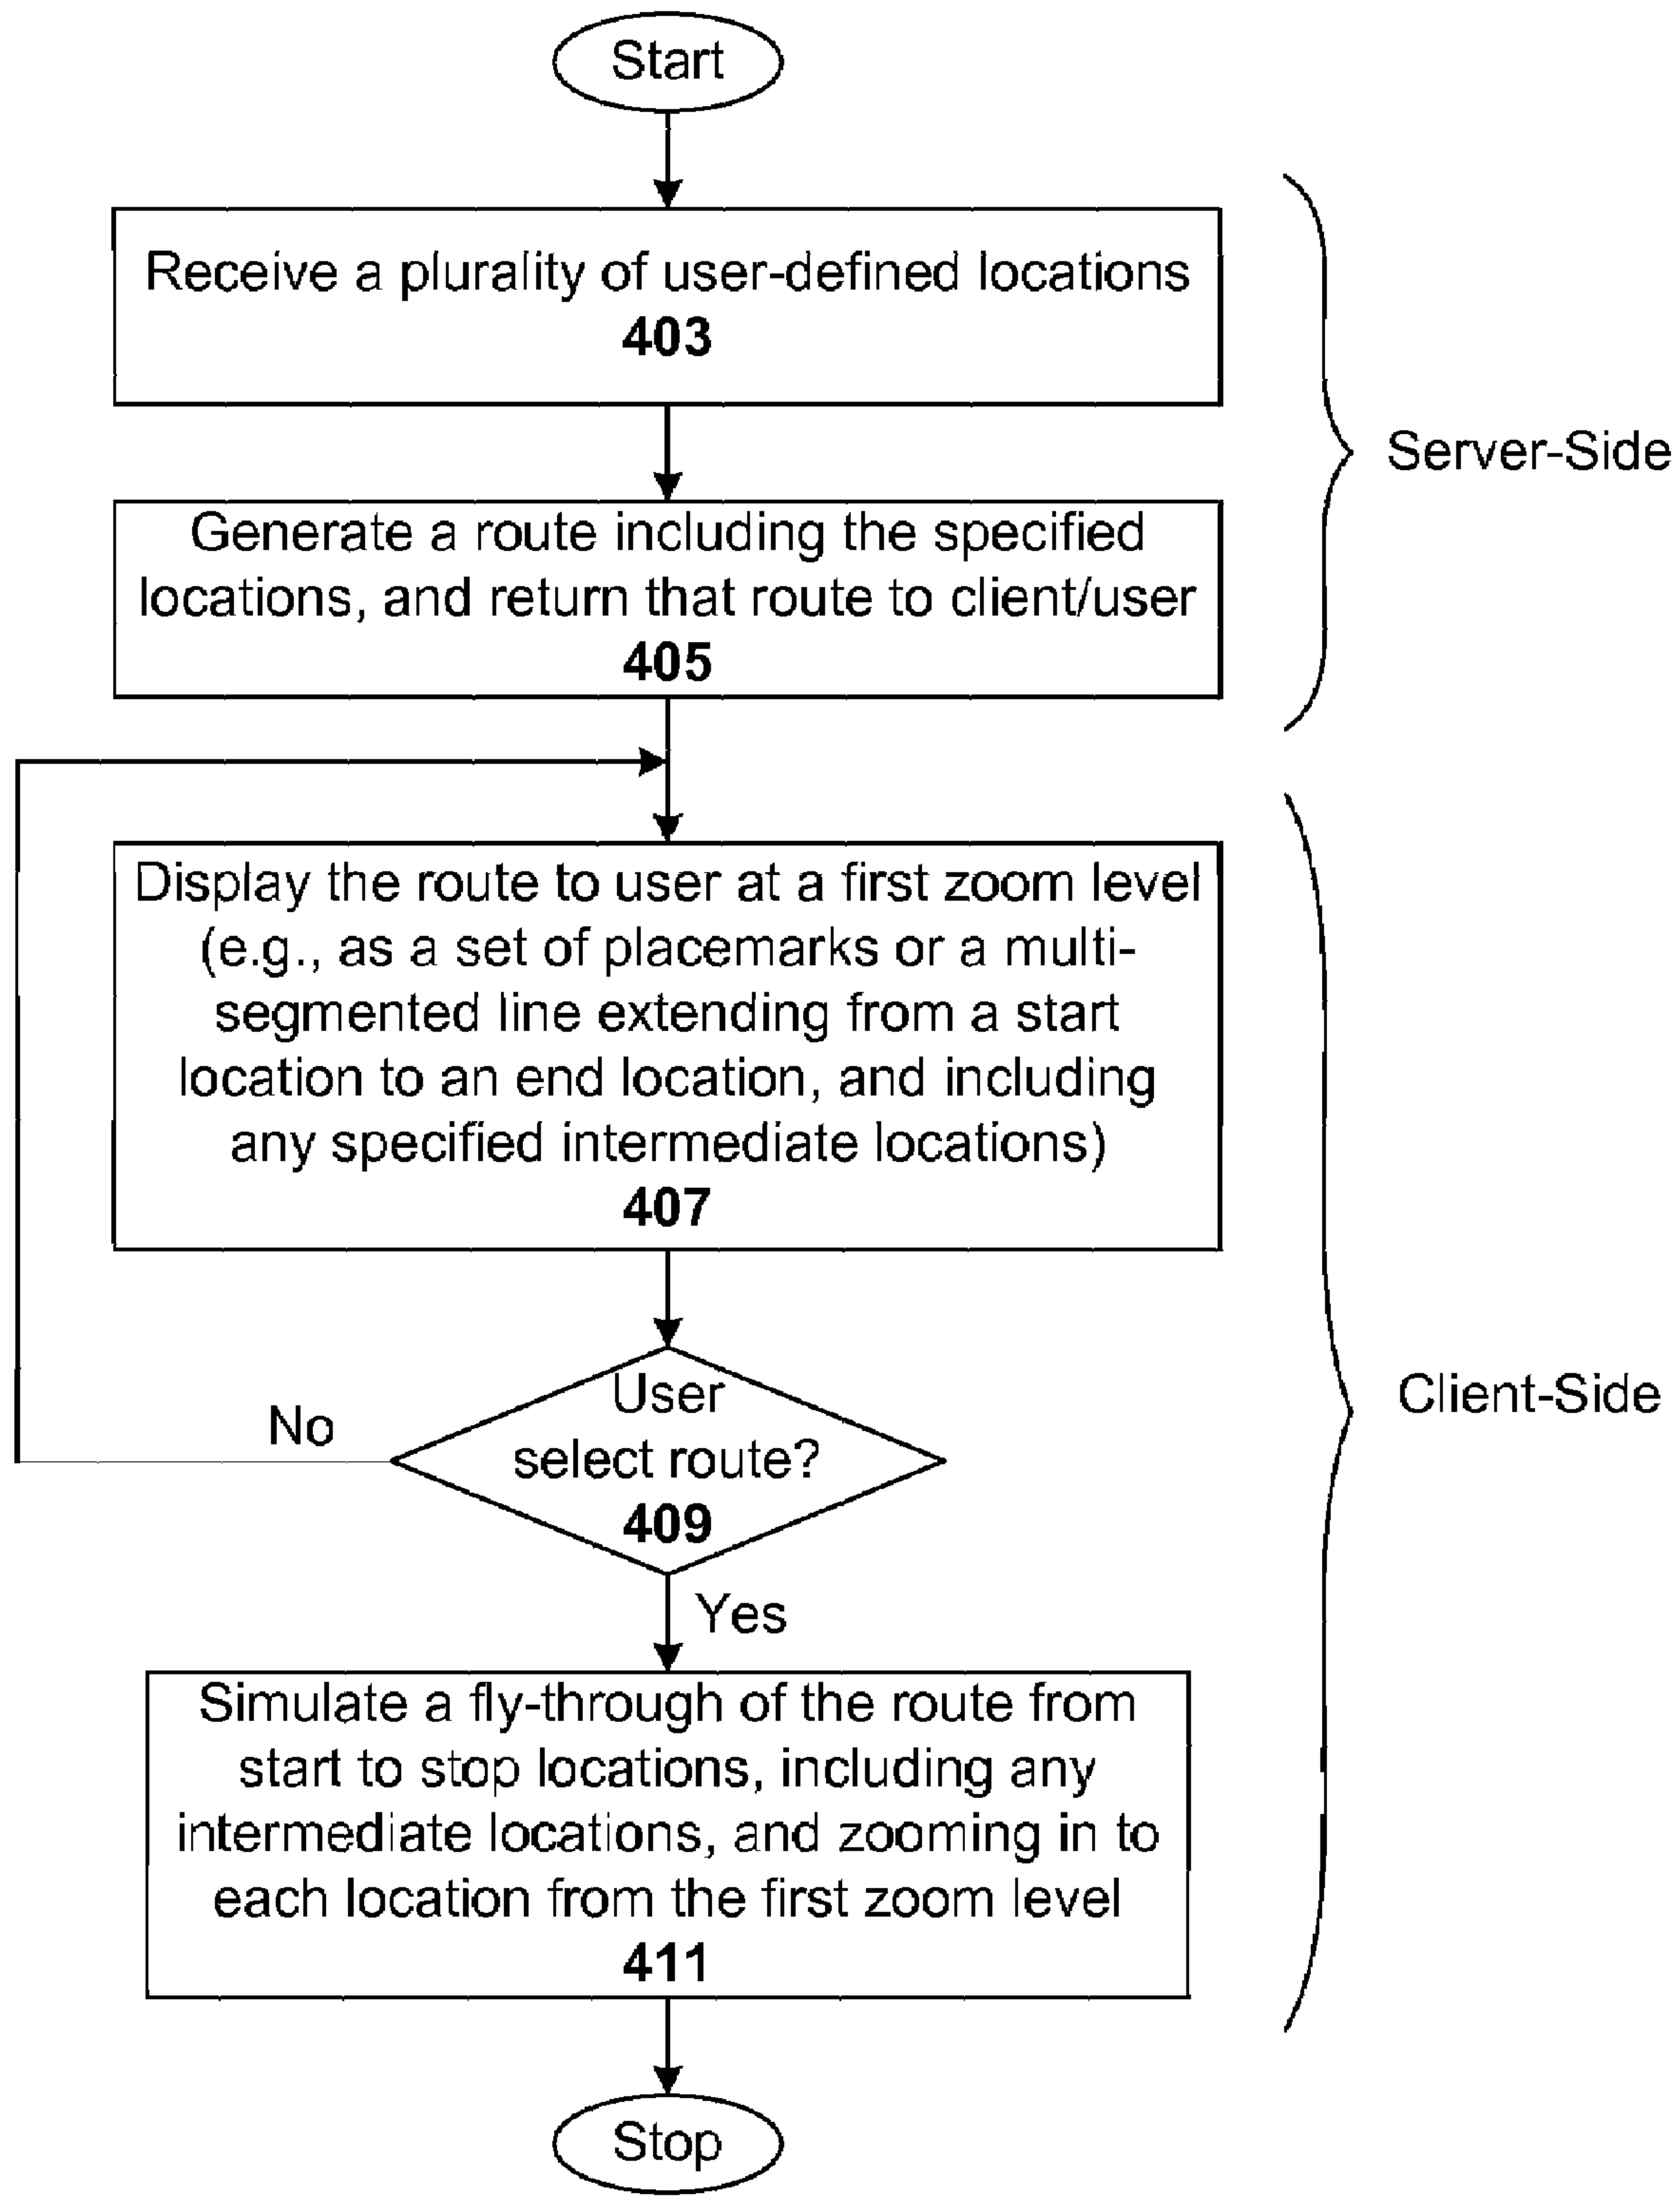 Start
Receive a plurality of user-defined locations
403
Server-Side
Generate a route including the specified
locations, and return that route to client/user
405
Display the route to user at a first zoom level
(e.g., as a set of placemarks or a multi-
segmented line extending from a start
location to an end location, and including
any specified intermediate locations)
407
Client-Side
User
select route?
409
No
Yes
Simulate a fly-through of the route from
start to stop locations, including any
intermediate locations, and zooming in to
each location from the first zoom level
411
Stop